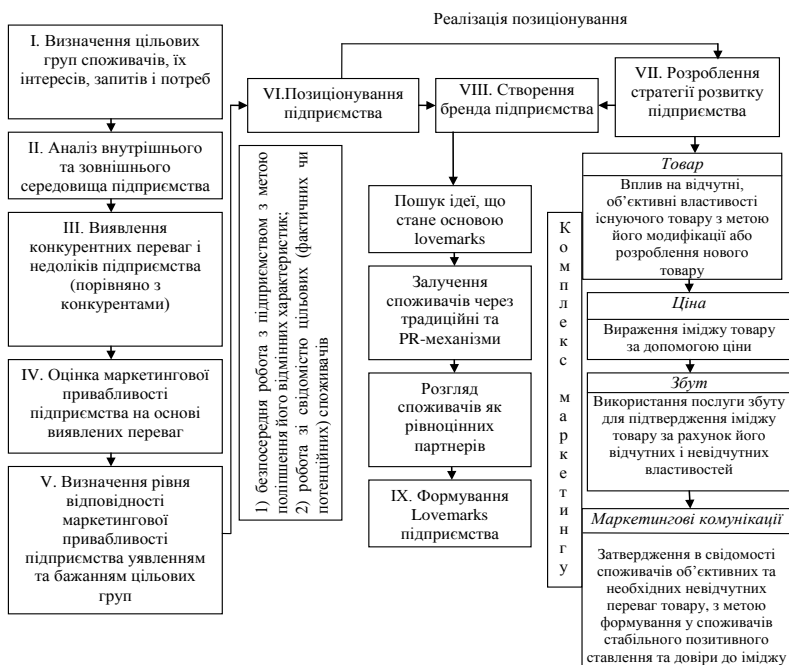 Реалізація позиціонування
I. Визначення цільових
груп споживачів, їх
інтересів, запитів і потреб
II. Аналіз внутрішнього
та зовнішнього
середовища підприємства
III. Виявлення
конкурентних переваг і
недоліків підприємства
(порівняно з
конкурентами)
IV. Оцінка маркетингової
привабливості
підприємства на основі
виявлених переваг
V. Визначення рівня
відповідності
маркетингової
привабливості
підприємства уявленням
та бажанням цільових
груп
VI.Позиціонування
підприємства
1) безпосередня робота з підприємством з метою
поліпшення його відмінних характеристик;
2) робота зі свідомістю цільових (фактичних чи
потенційних) споживачів
VIII. Створення
бренда підприємства
Пошук ідеї, що
стане основою
lovemarks
Залучення
споживачів через
традиційні та
PR-механізми
Розгляд
споживачів як
рівноцінних
партнерів
IX. Формування
Lovemarks
підприємства
VII. Розроблення
стратегії розвитку
підприємства
Комплекс маркетингу
Товар
Вплив на відчутні,
об’єктивні властивості
існуючого товару з метою
його модифікації або
розроблення нового
товару
Ціна
Вираження іміджу товару
за допомогою ціни
Збут
Використання послуги збуту
для підтвердження іміджу
товару за рахунок його
відчутних і невідчутних
властивостей
Маркетингові комунікації
Затвердження в свідомості
споживачів об’єктивних та
необхідних невідчутних
переваг товару, з метою
формування у споживачів
стабільного позитивного
ставлення та довіри до іміджу